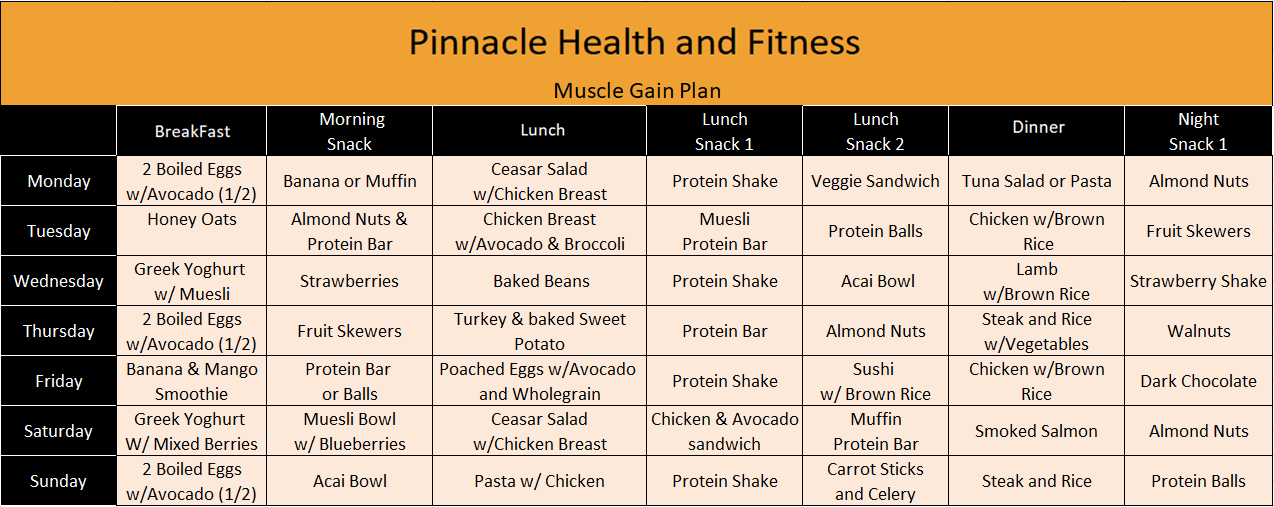 Pinnacle Health and Fitness
Muscle Gain Plan
BreakFast
Morning
Snack
Lunch
Lunch
Snack 1
Lunch
Snack 2
Dinner
Night
Snack 1
Monday
2 Boiled Eggs
w/Avocado (1/2)
Banana or Muffin
Ceasar Salad
w/Chicken Breast
Protein Shake
Veggie Sandwich
Tuna Salad or Pasta
Almond Nuts
Tuesday
Honey Oats
Almond Nuts &
Protein Bar
Chicken Breast
w/Avocado & Broccoli
Muesli
Protein Bar
Protein Balls
Chicken w/Brown
Rice
Fruit Skewers
Wednesday
Greek Yoghurt
w/ Muesli
Strawberries
Baked Beans
Protein Shake
Acai Bowl
Lamb
w/Brown Rice
Strawberry Shake
Thursday
2 Boiled Eggs
w/Avocado (1/2)
Fruit Skewers
Turkey & baked Sweet
Potato
Protein Bar
Almond Nuts
Steak and Rice
w/Vegetables
Walnuts
Friday
Banana & Mango
Smoothie
Protein Bar
or Balls
Poached Eggs w/Avocado
and Wholegrain
Protein Shake
Sushi
w/ Brown Rice
Chicken w/Brown
Rice
Dark Chocolate
Saturday
Greek Yoghurt
W/ Mixed Berries
Muesli Bowl
w/ Blueberries
Ceasar Salad
w/Chicken Breast
Chicken & Avocado
sandwich
Muffin
Protein Bar
Smoked Salmon
Almond Nuts
Sunday
2 Boiled Eggs
w/Avocado (1/2)
Acai Bowl
Pasta w/ Chicken
Protein Shake
Carrot Sticks
and Celery
Steak and Rice
Protein Balls